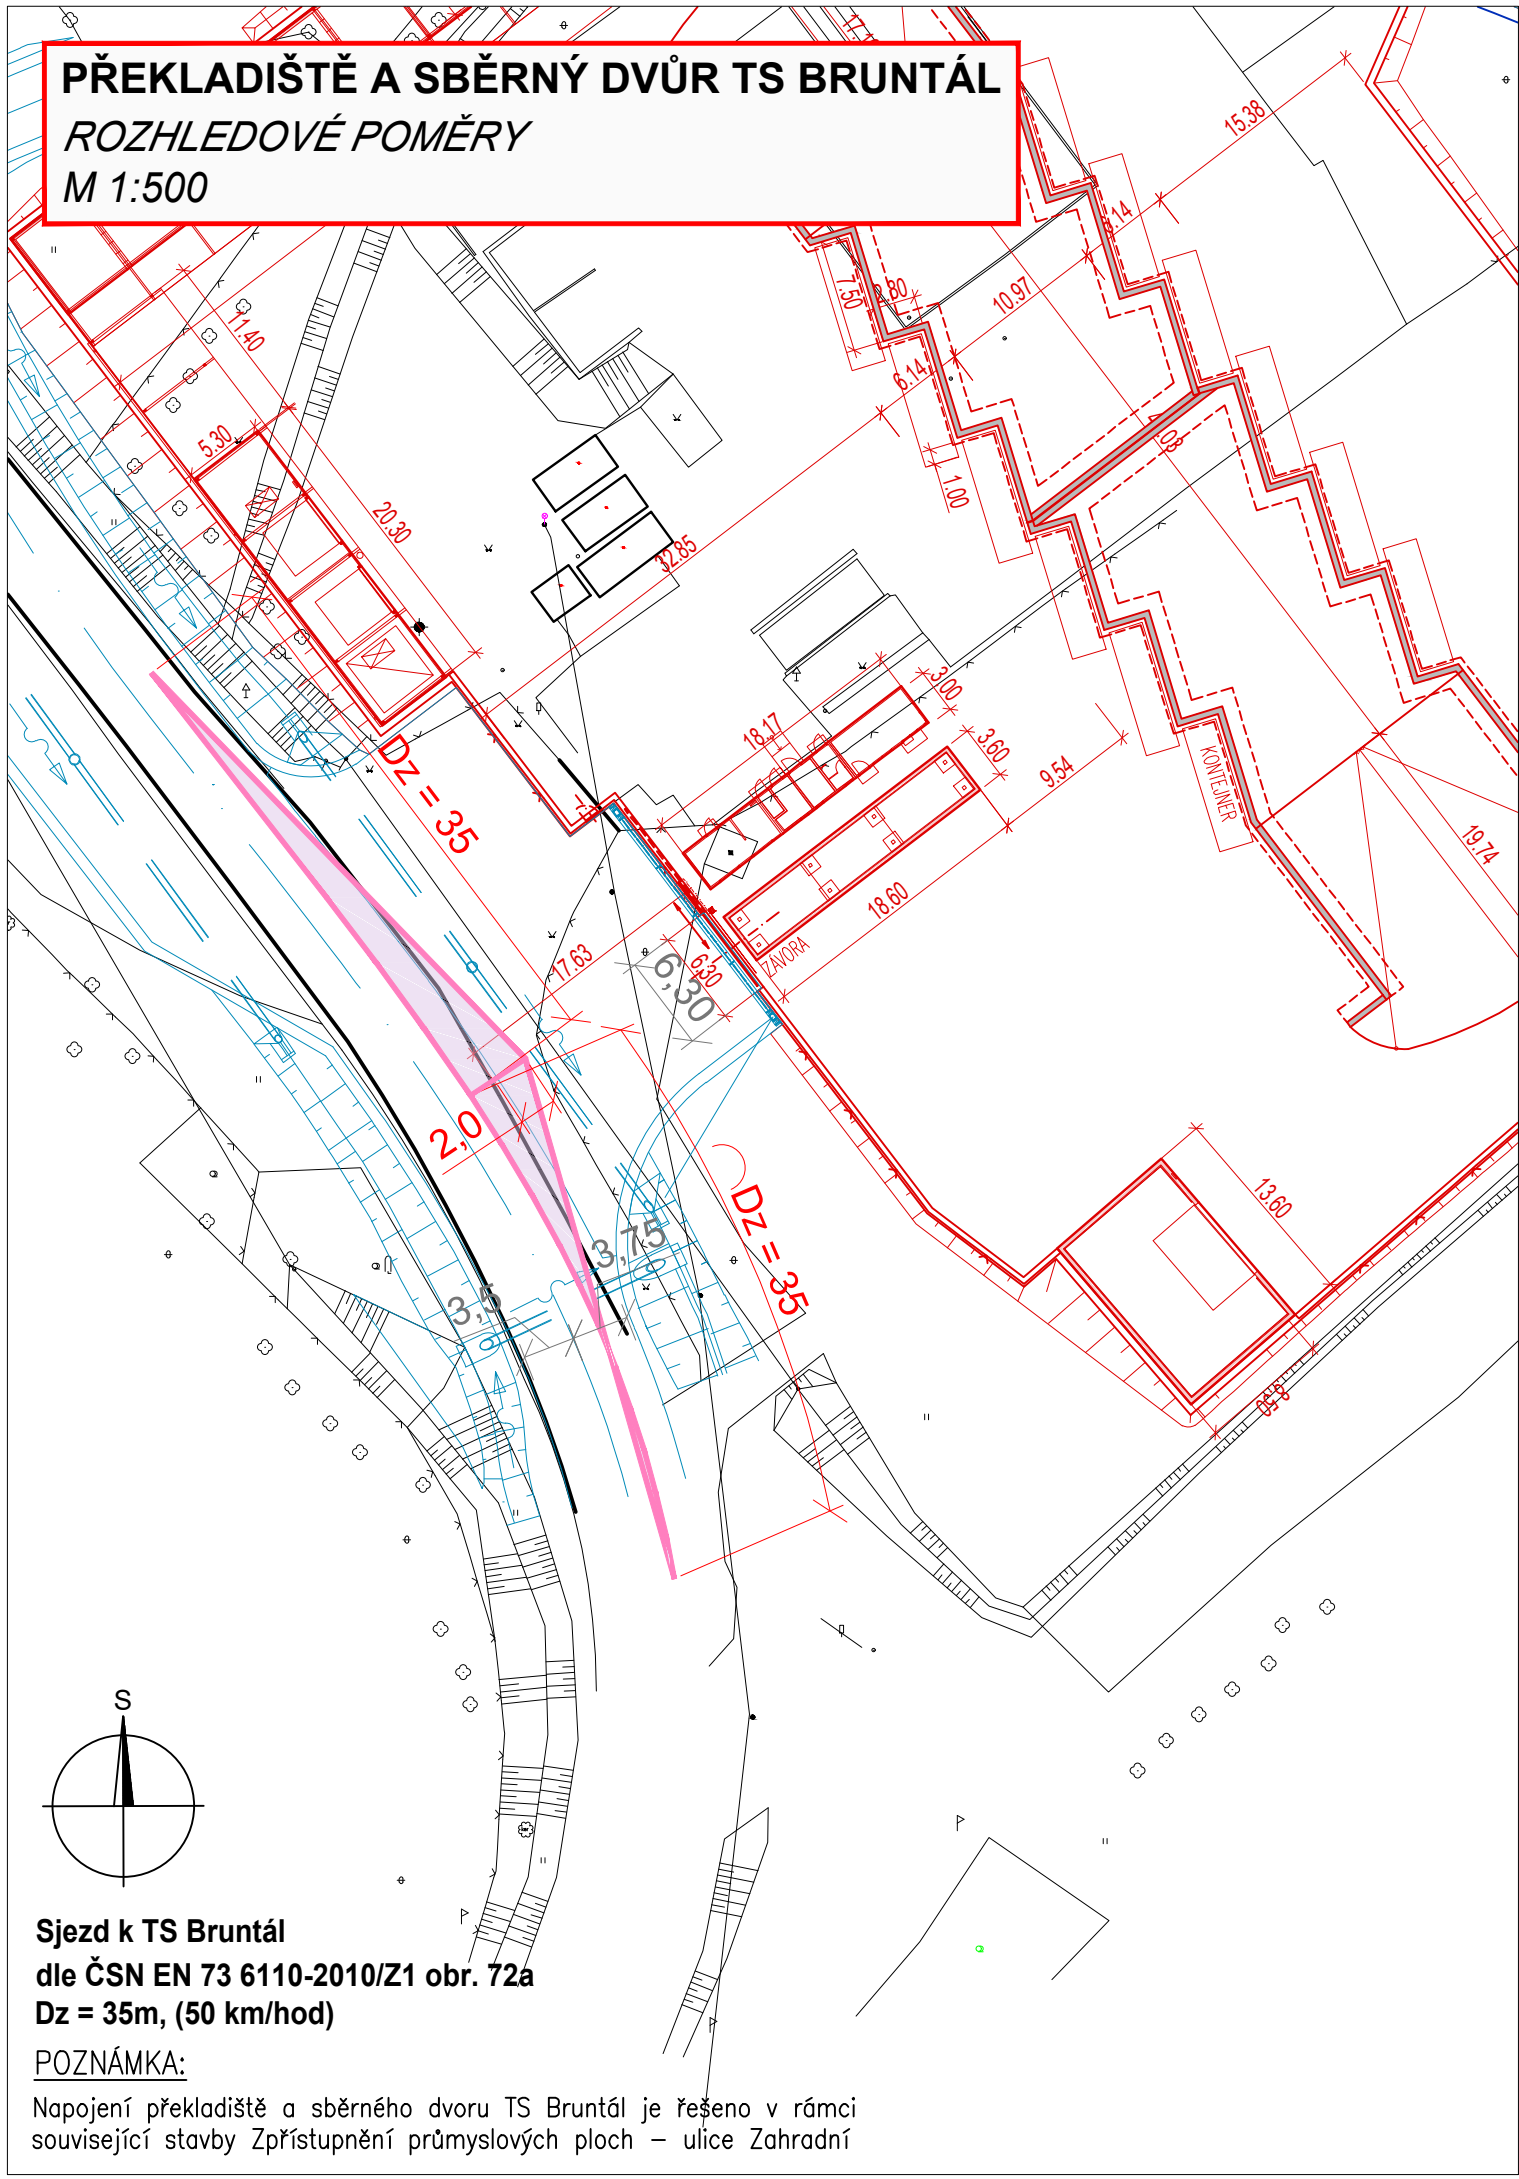 PŘEKLADIŠTĚ A SBĚRNÝ DVŮR TS BRUNTÁL
ROZHLEDOVÉ POMĚRY
M 1:500
15.38
7.50
10.97
6.14
11.40
5.30
1.00
20.30
32.85
3.00
18.17
3.60
9.54
KONTEJNER
Dz = 35
19.74
18.60
17.63
6.30
ZÁVORA
6,30
2,0
13.60
Dz = 35
3,75
3,5
S
Sjezd k TS Bruntál
dle ČSN EN 73 6110-2010/Z1 obr. 72a
Dz = 35m, (50 km/hod)
POZNÁMKA:
Napojení překladiště a sběrného dvoru TS Bruntál je řešeno v rámci
související stavby Zpřístupnění průmyslových ploch – ulice Zahradní